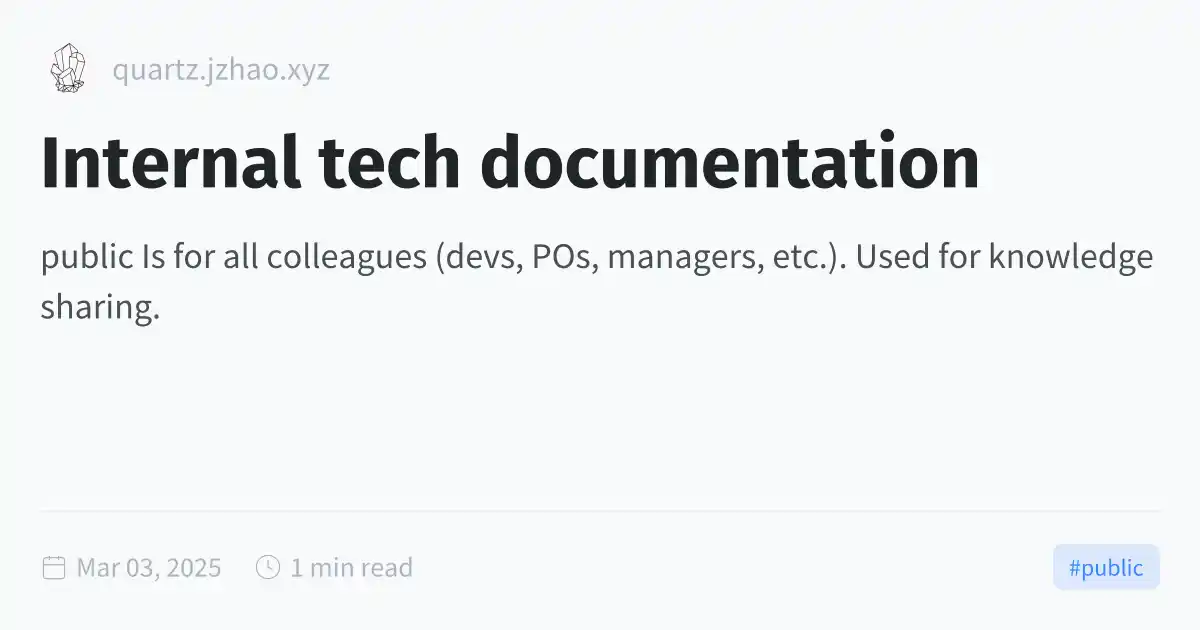 quartz.jzhao.xyz
Internal tech documentation
public Is for all colleagues (devs, POs, managers, etc.). Used for knowledge
sharing.
Mar 03, 2025 1 min read #public